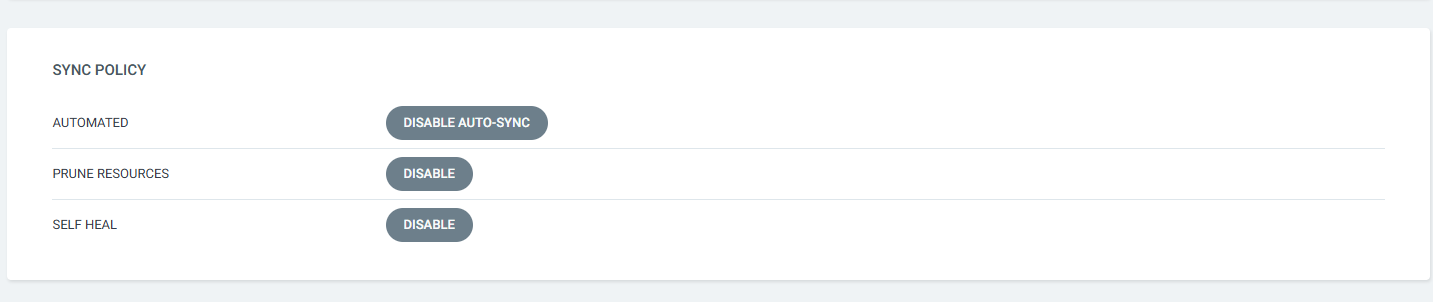 SYNC POLICY
AUTOMATED DISABLE AUTO-SYNC
PRUNE RESOURCES DISABLE
SELF HEAL DISABLE